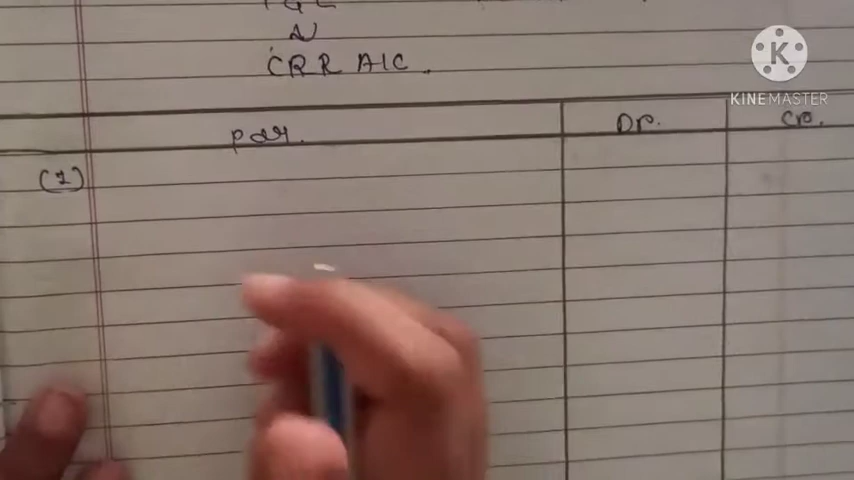 N
CRR A/C.
K
KINEMASTER
Par.
Dr.
Cr.
(1)